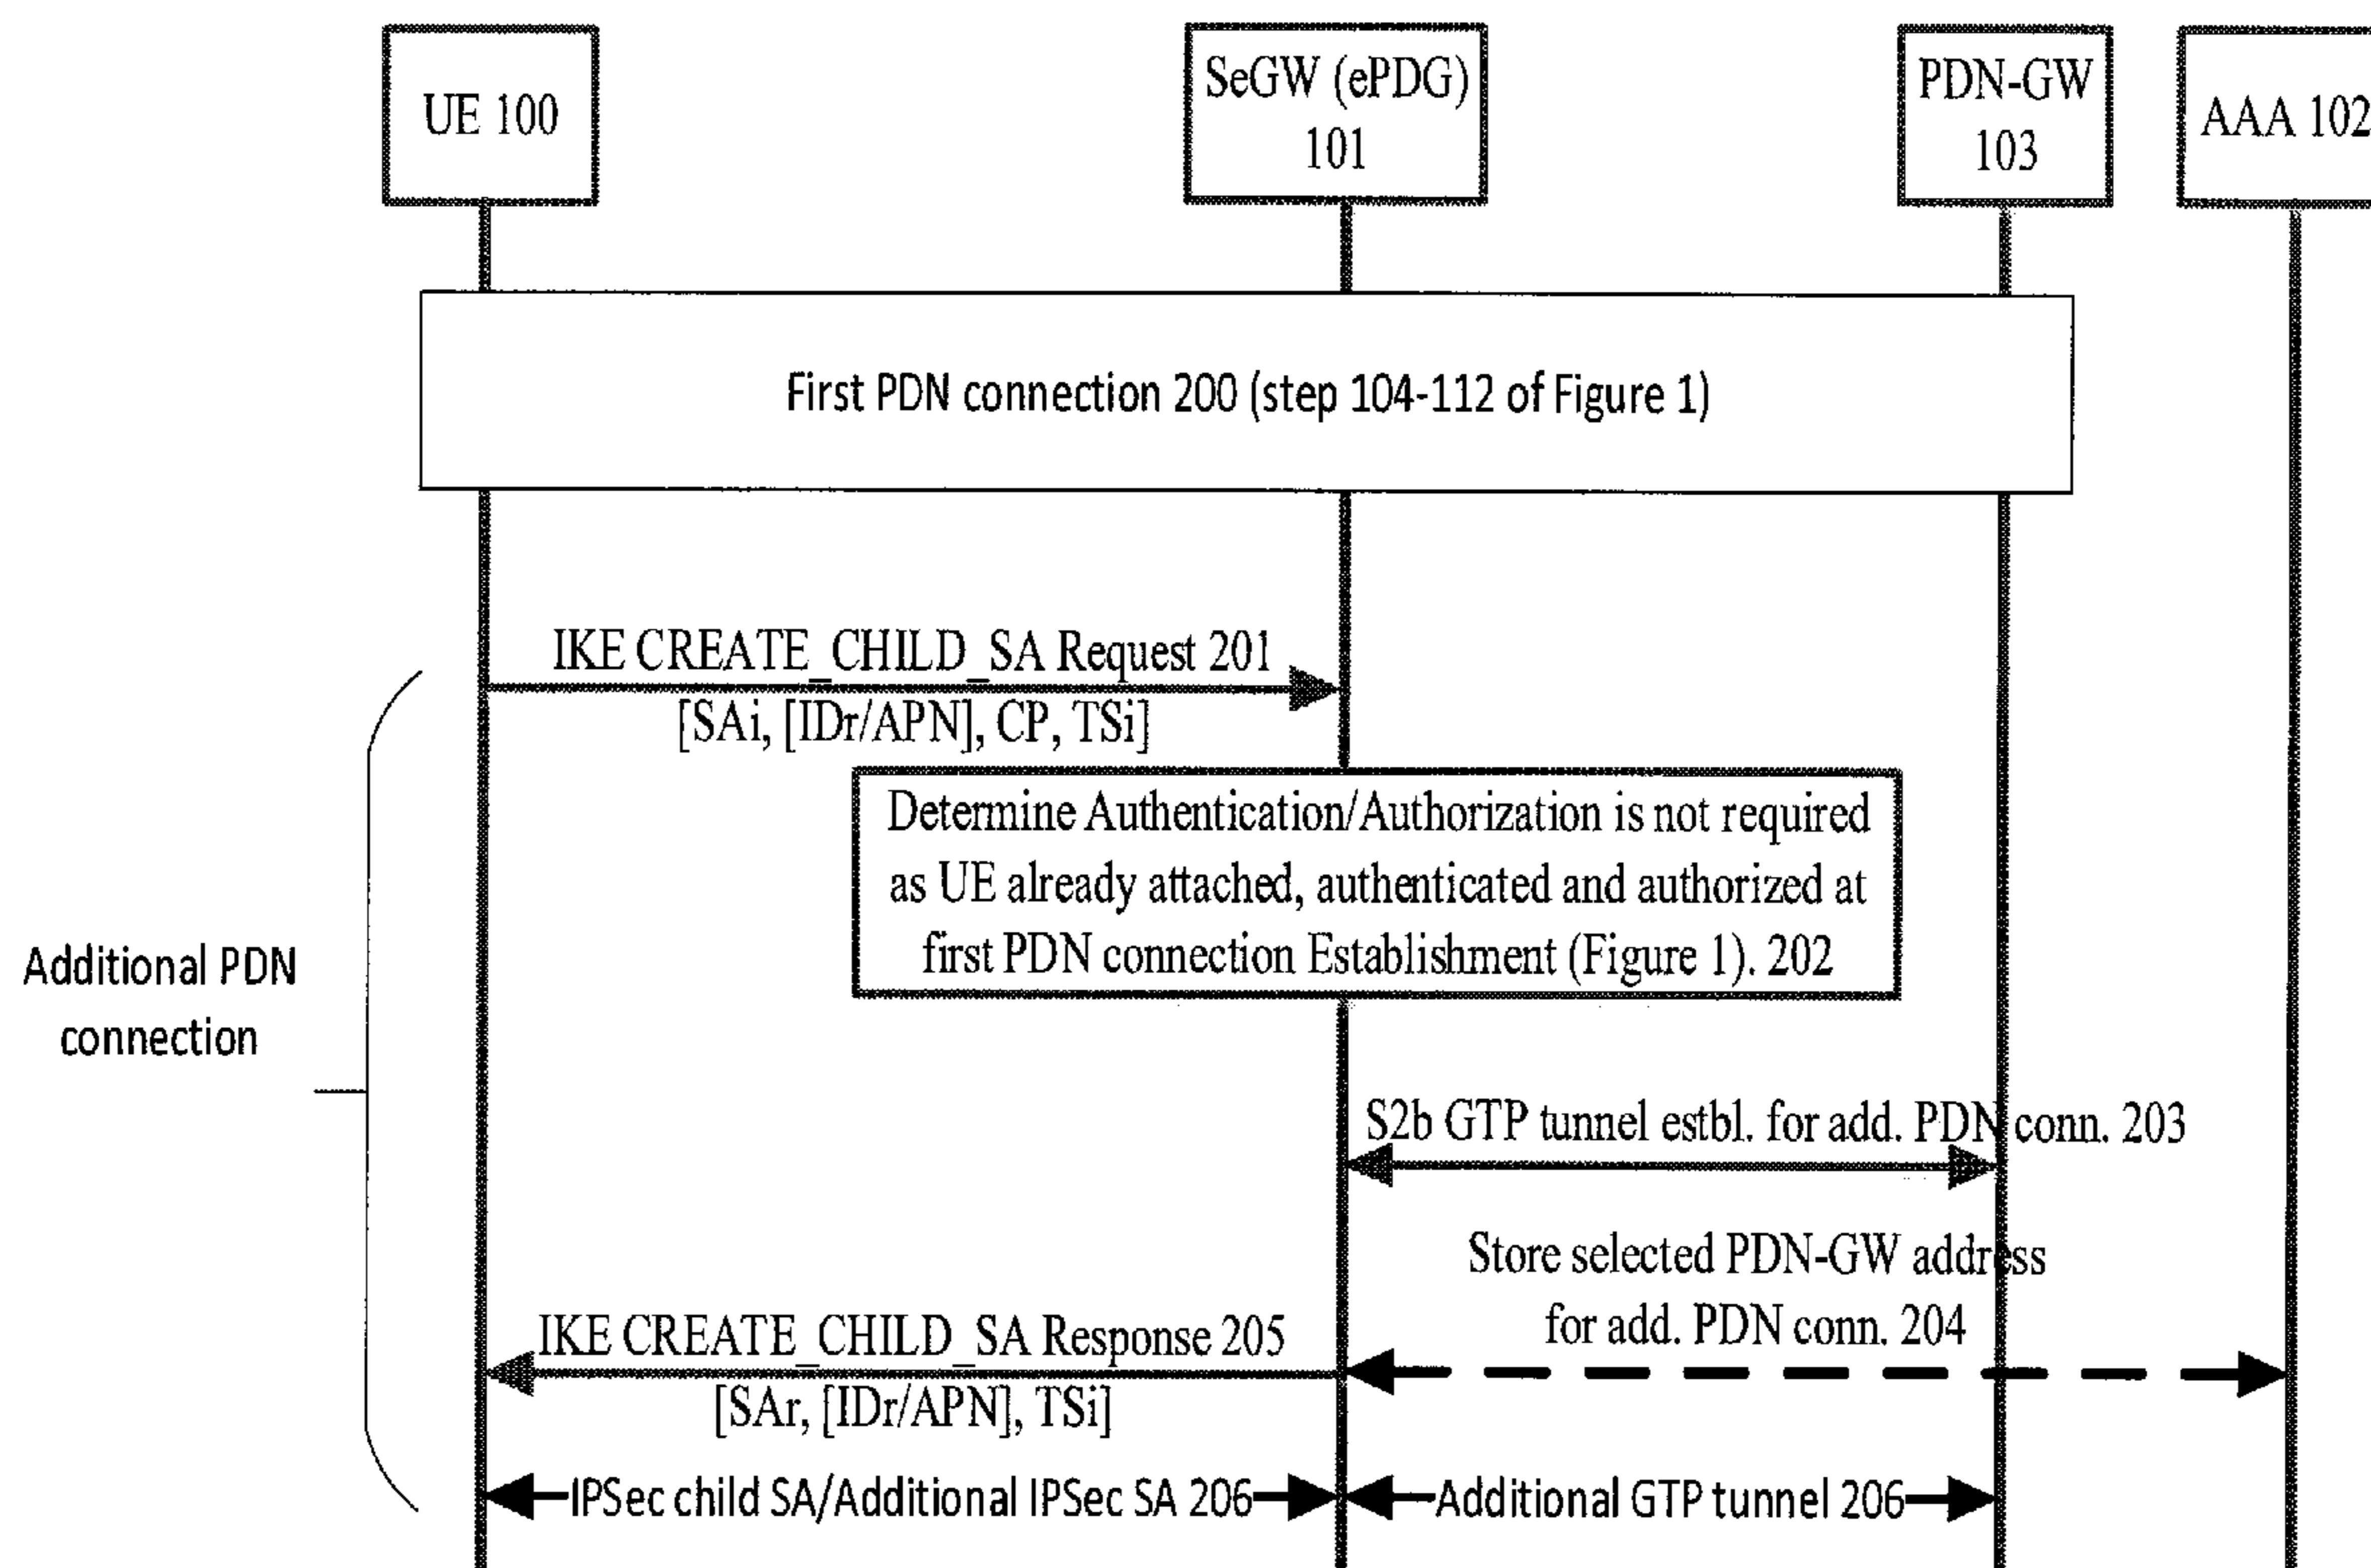 UE 100
SeGW (ePDG)
101
PDN-GW
103
AAA 102
First PDN connection 200 (step 104-112 of Figure 1)
IKE CREATE_CHILD_SA Request 201
[SAi, [IDr/APN], CP, TSi]
Determine Authentication/Authorization is not required
as UE already attached, authenticated and authorized at
first PDN connection Establishment (Figure 1). 202
Additional PDN
connection
S2b GTP tunnel estbl. for add. PDN conn. 203
Store selected PDN-GW address
for add. PDN conn. 204
IKE CREATE_CHILD_SA Response 205
[SAr, [IDr/APN], TSi]
IPSec child SA/Additional IPSec SA 206
Additional GTP tunnel 206